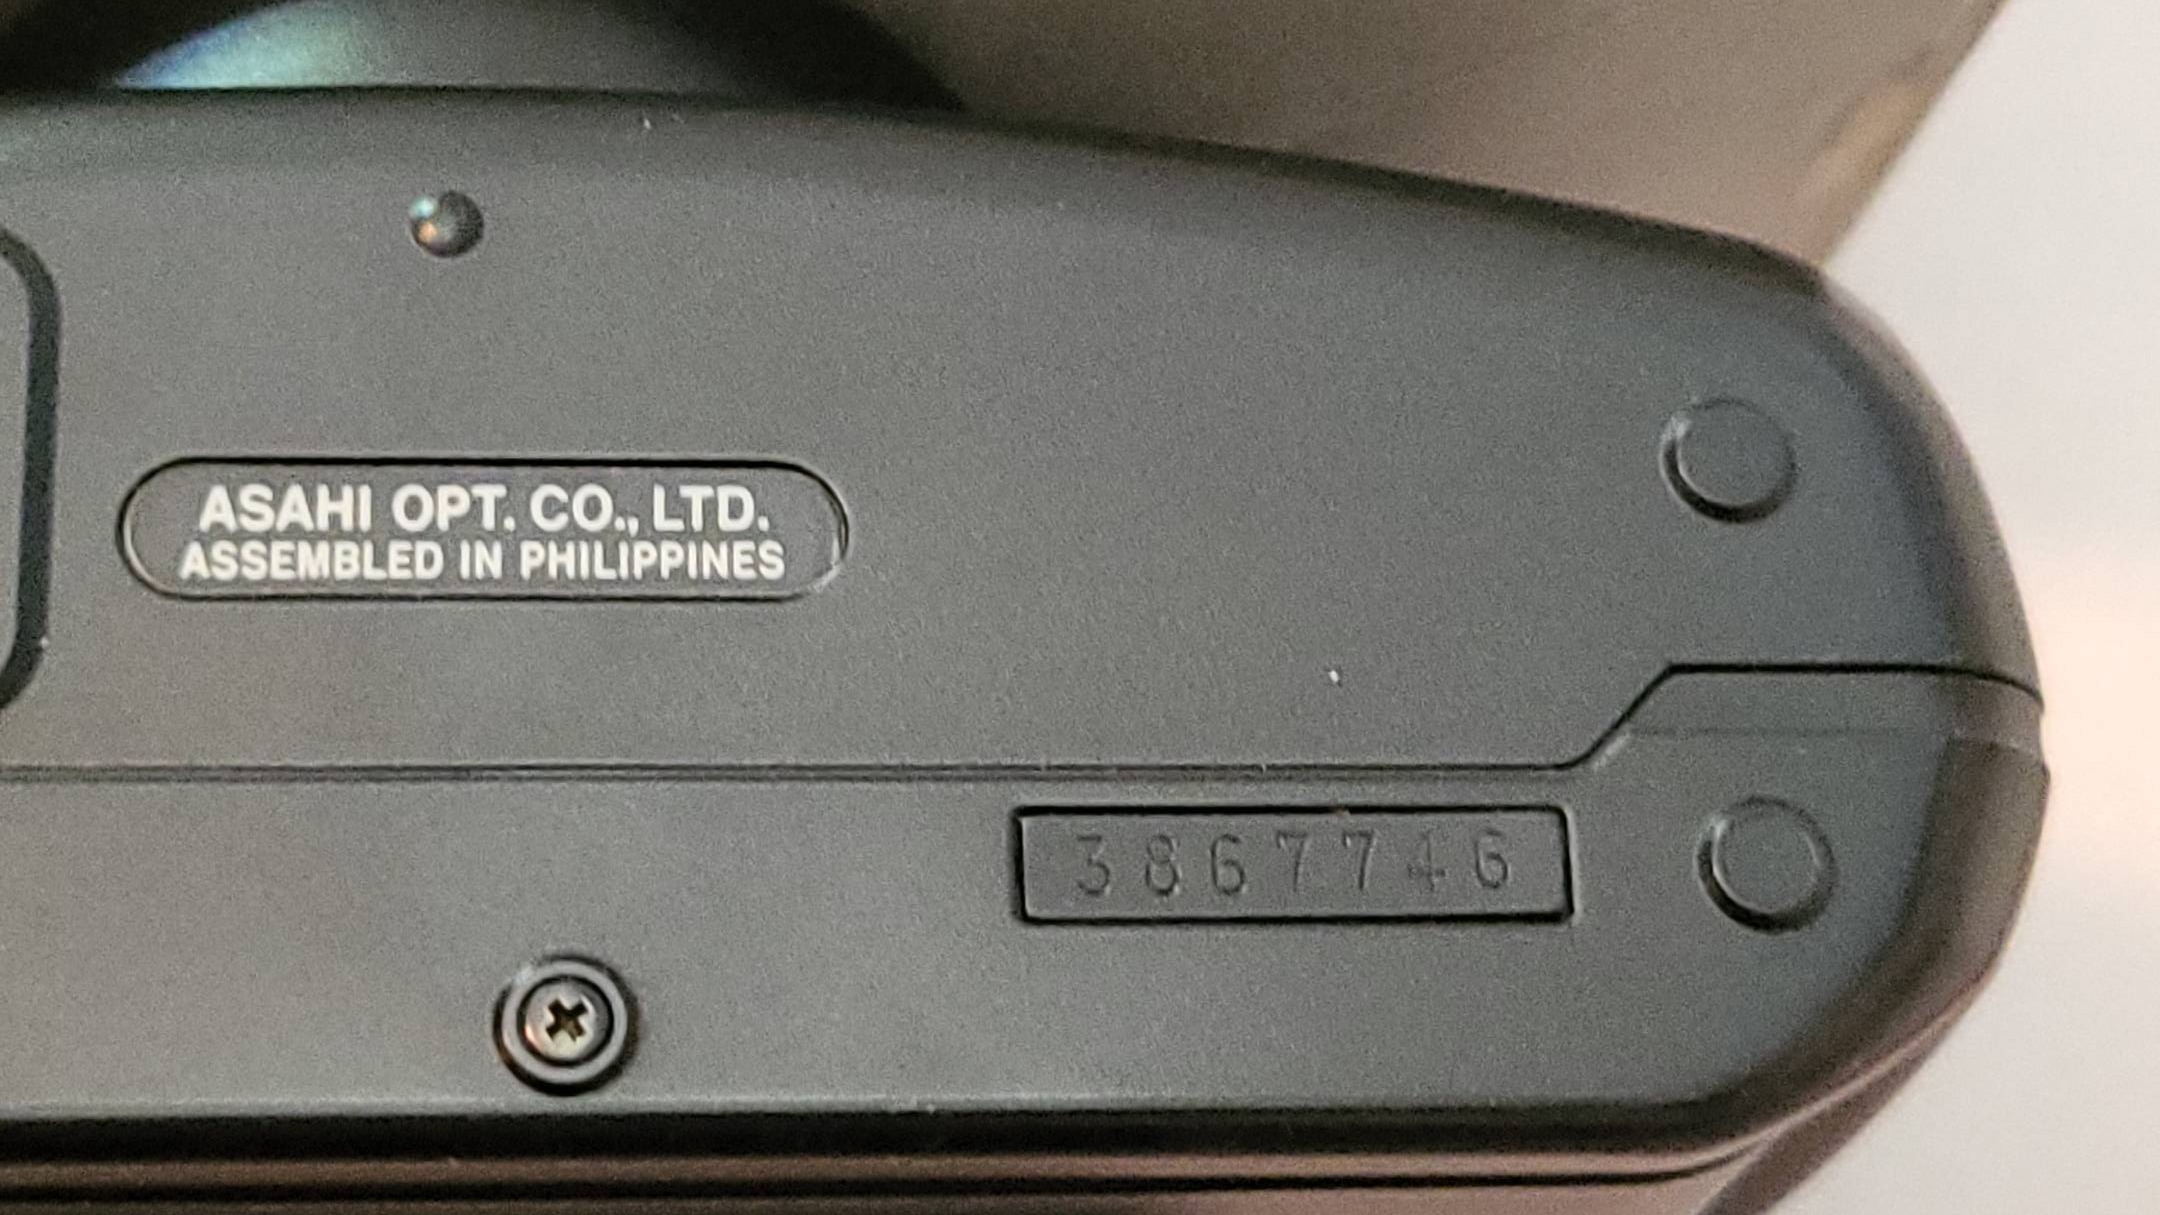 ASAHI OPT. CO., LTD.
ASSEMBLED IN PHILIPPINES
3867746